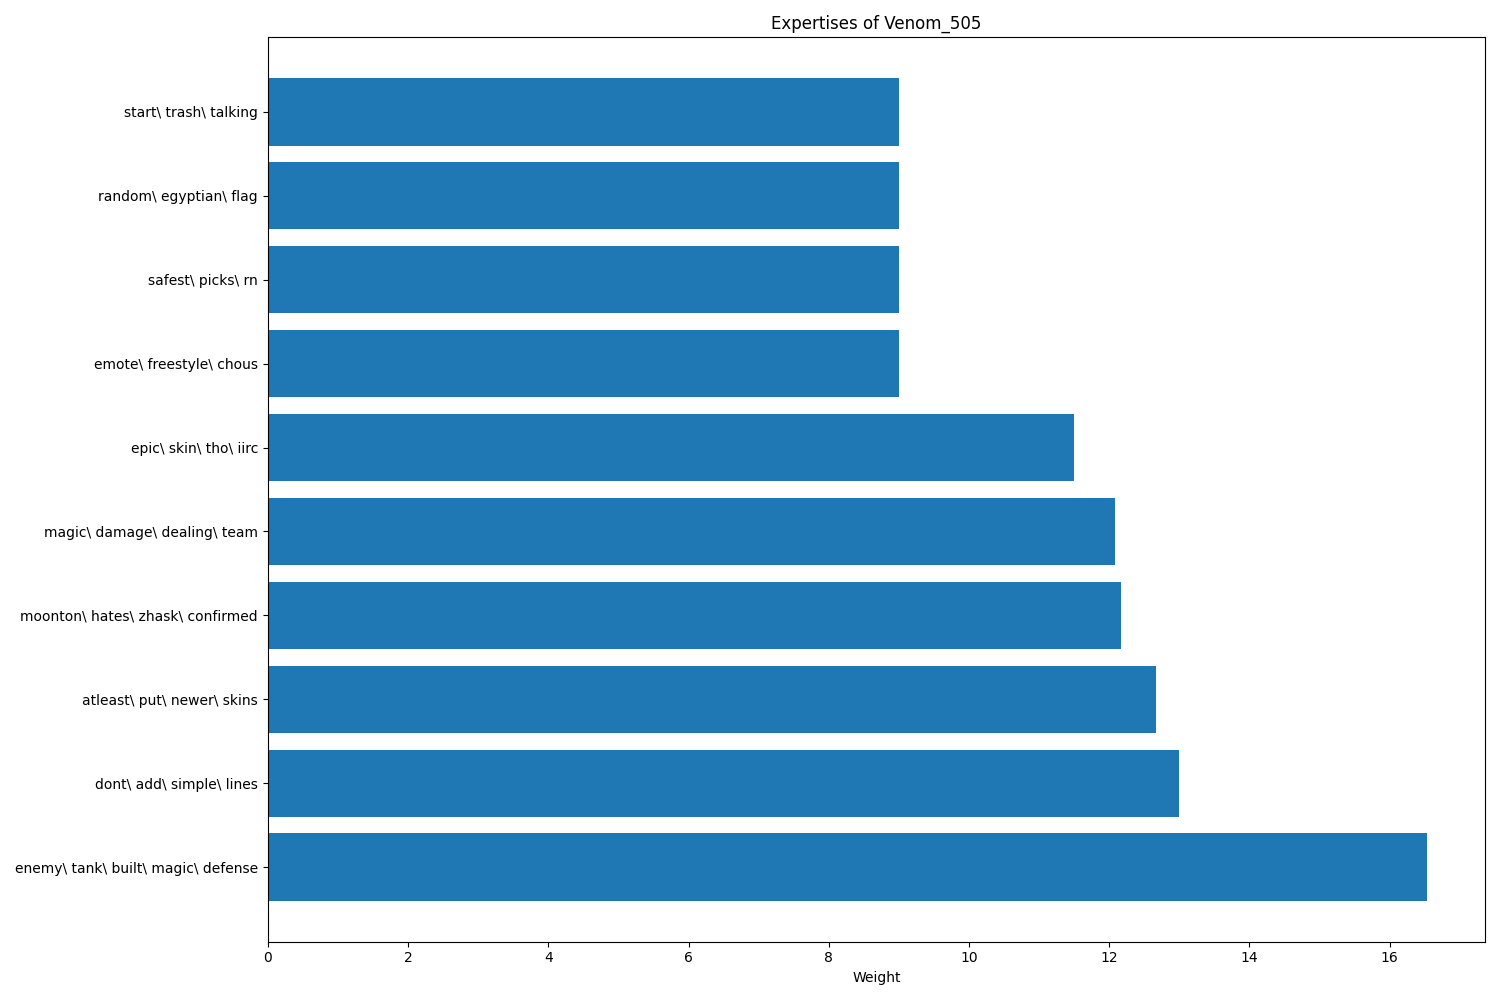 Expertises of Venom_505
start\ trash\ talking
random\ egyptian\ flag
safest\ picks\ rn
emote\ freestyle\ chous
epic\ skin\ tho\ iirc
magic\ damage\ dealing\ team
moonton\ hates\ zhask\ confirmed
atleast\ put\ newer\ skins
dont\ add\ simple\ lines
enemy\ tank\ built\ magic\ defense
0 2 4 6 8 10 12 14 16
Weight